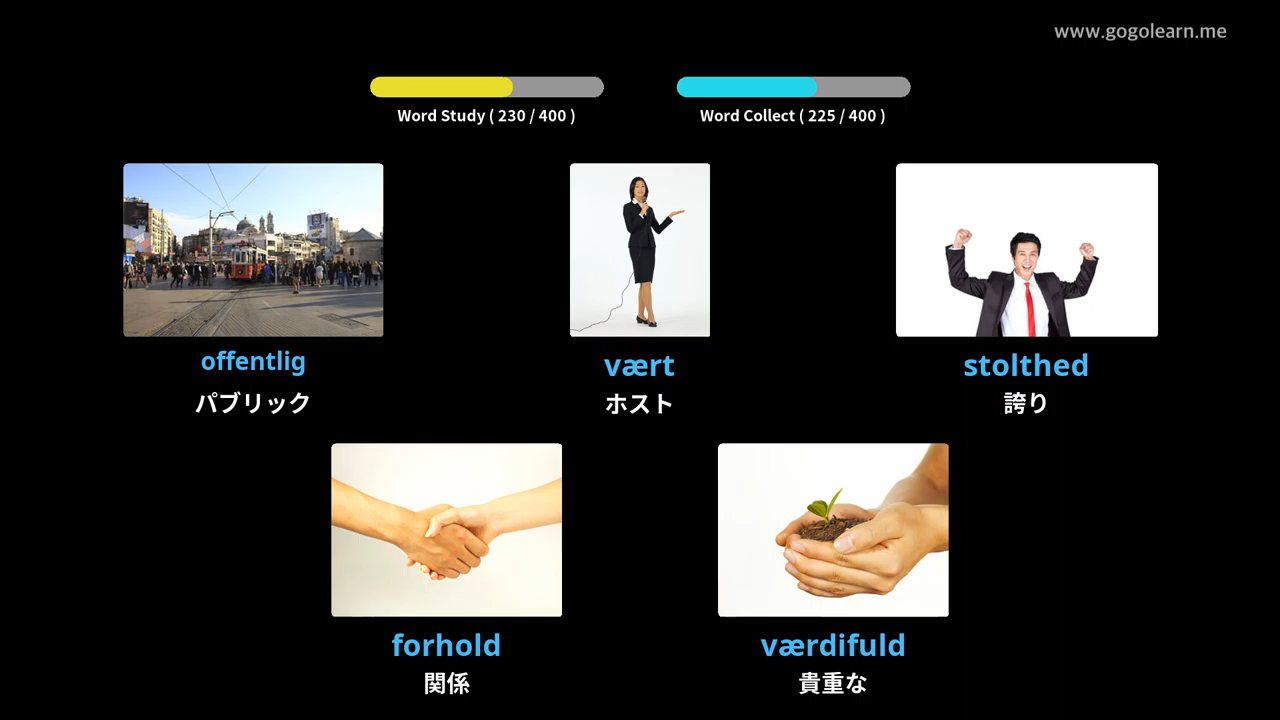 www.gogolearn.me
Word Study ( 230 / 400 )
Word Collect ( 225 / 400 )
offentlig
パブリック
vært
ホスト
stolthed
誇り
forhold
関係
værdifuld
貴重な